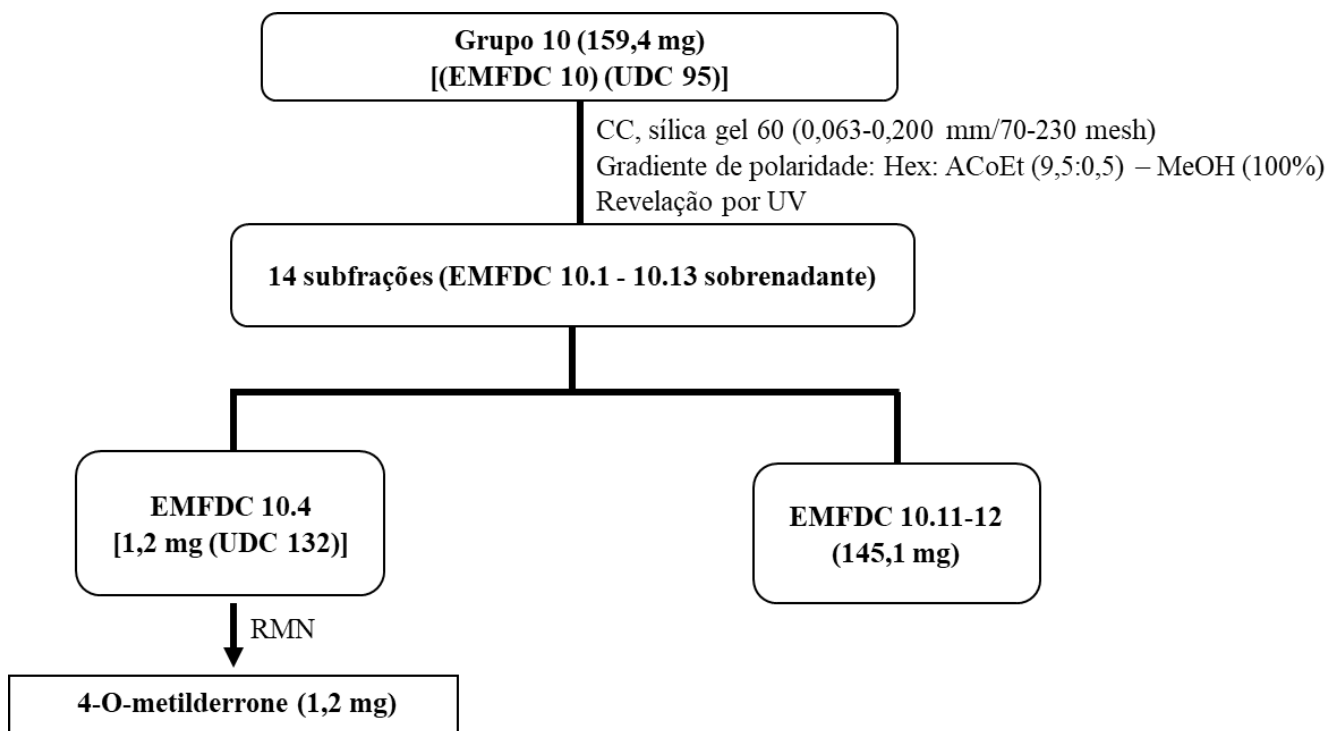 Grupo 10 (159,4 mg)
[(EMFDC 10) (UDC 95)]
CC, sílica gel 60 (0,063-0,200 mm/70-230 mesh)
Gradiente de polaridade: Hex: ACoEt (9,5:0,5) – MeOH (100%)
Revelação por UV
14 subfrações (EMFDC 10.1 - 10.13 sobrenadante)
EMFDC 10.4
[1,2 mg (UDC 132)]
EMFDC 10.11-12
(145,1 mg)
RMN
4-O-metilderrone (1,2 mg)